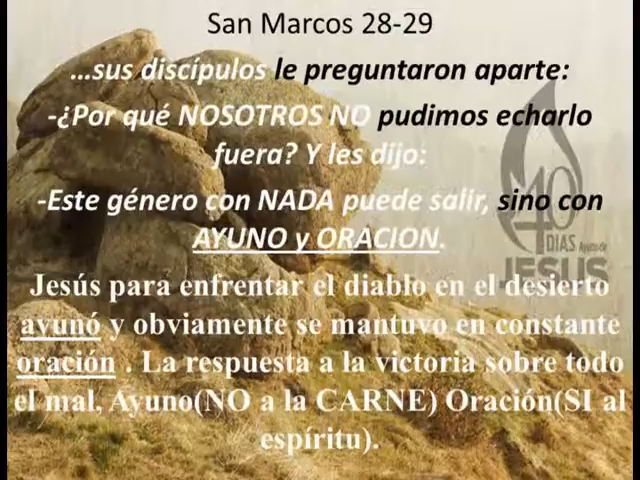 San Marcos 28-29
...sus discípulos le preguntaron aparte:
-¿Por qué NOSOTROS NO pudimos echarlo
fuera? Y les dijo:
-Este género con NADA puede salir, sino con
AYUNO y ORACION.
40
DIAS Ayuno de
JESUS
Jesús para enfrentar el diablo en el desierto
ayunó y obviamente se mantuvo en constante
oración . La respuesta a la victoria sobre todo
el mal, Ayuno(NO a la CARNE) Oración(SI al
espíritu).